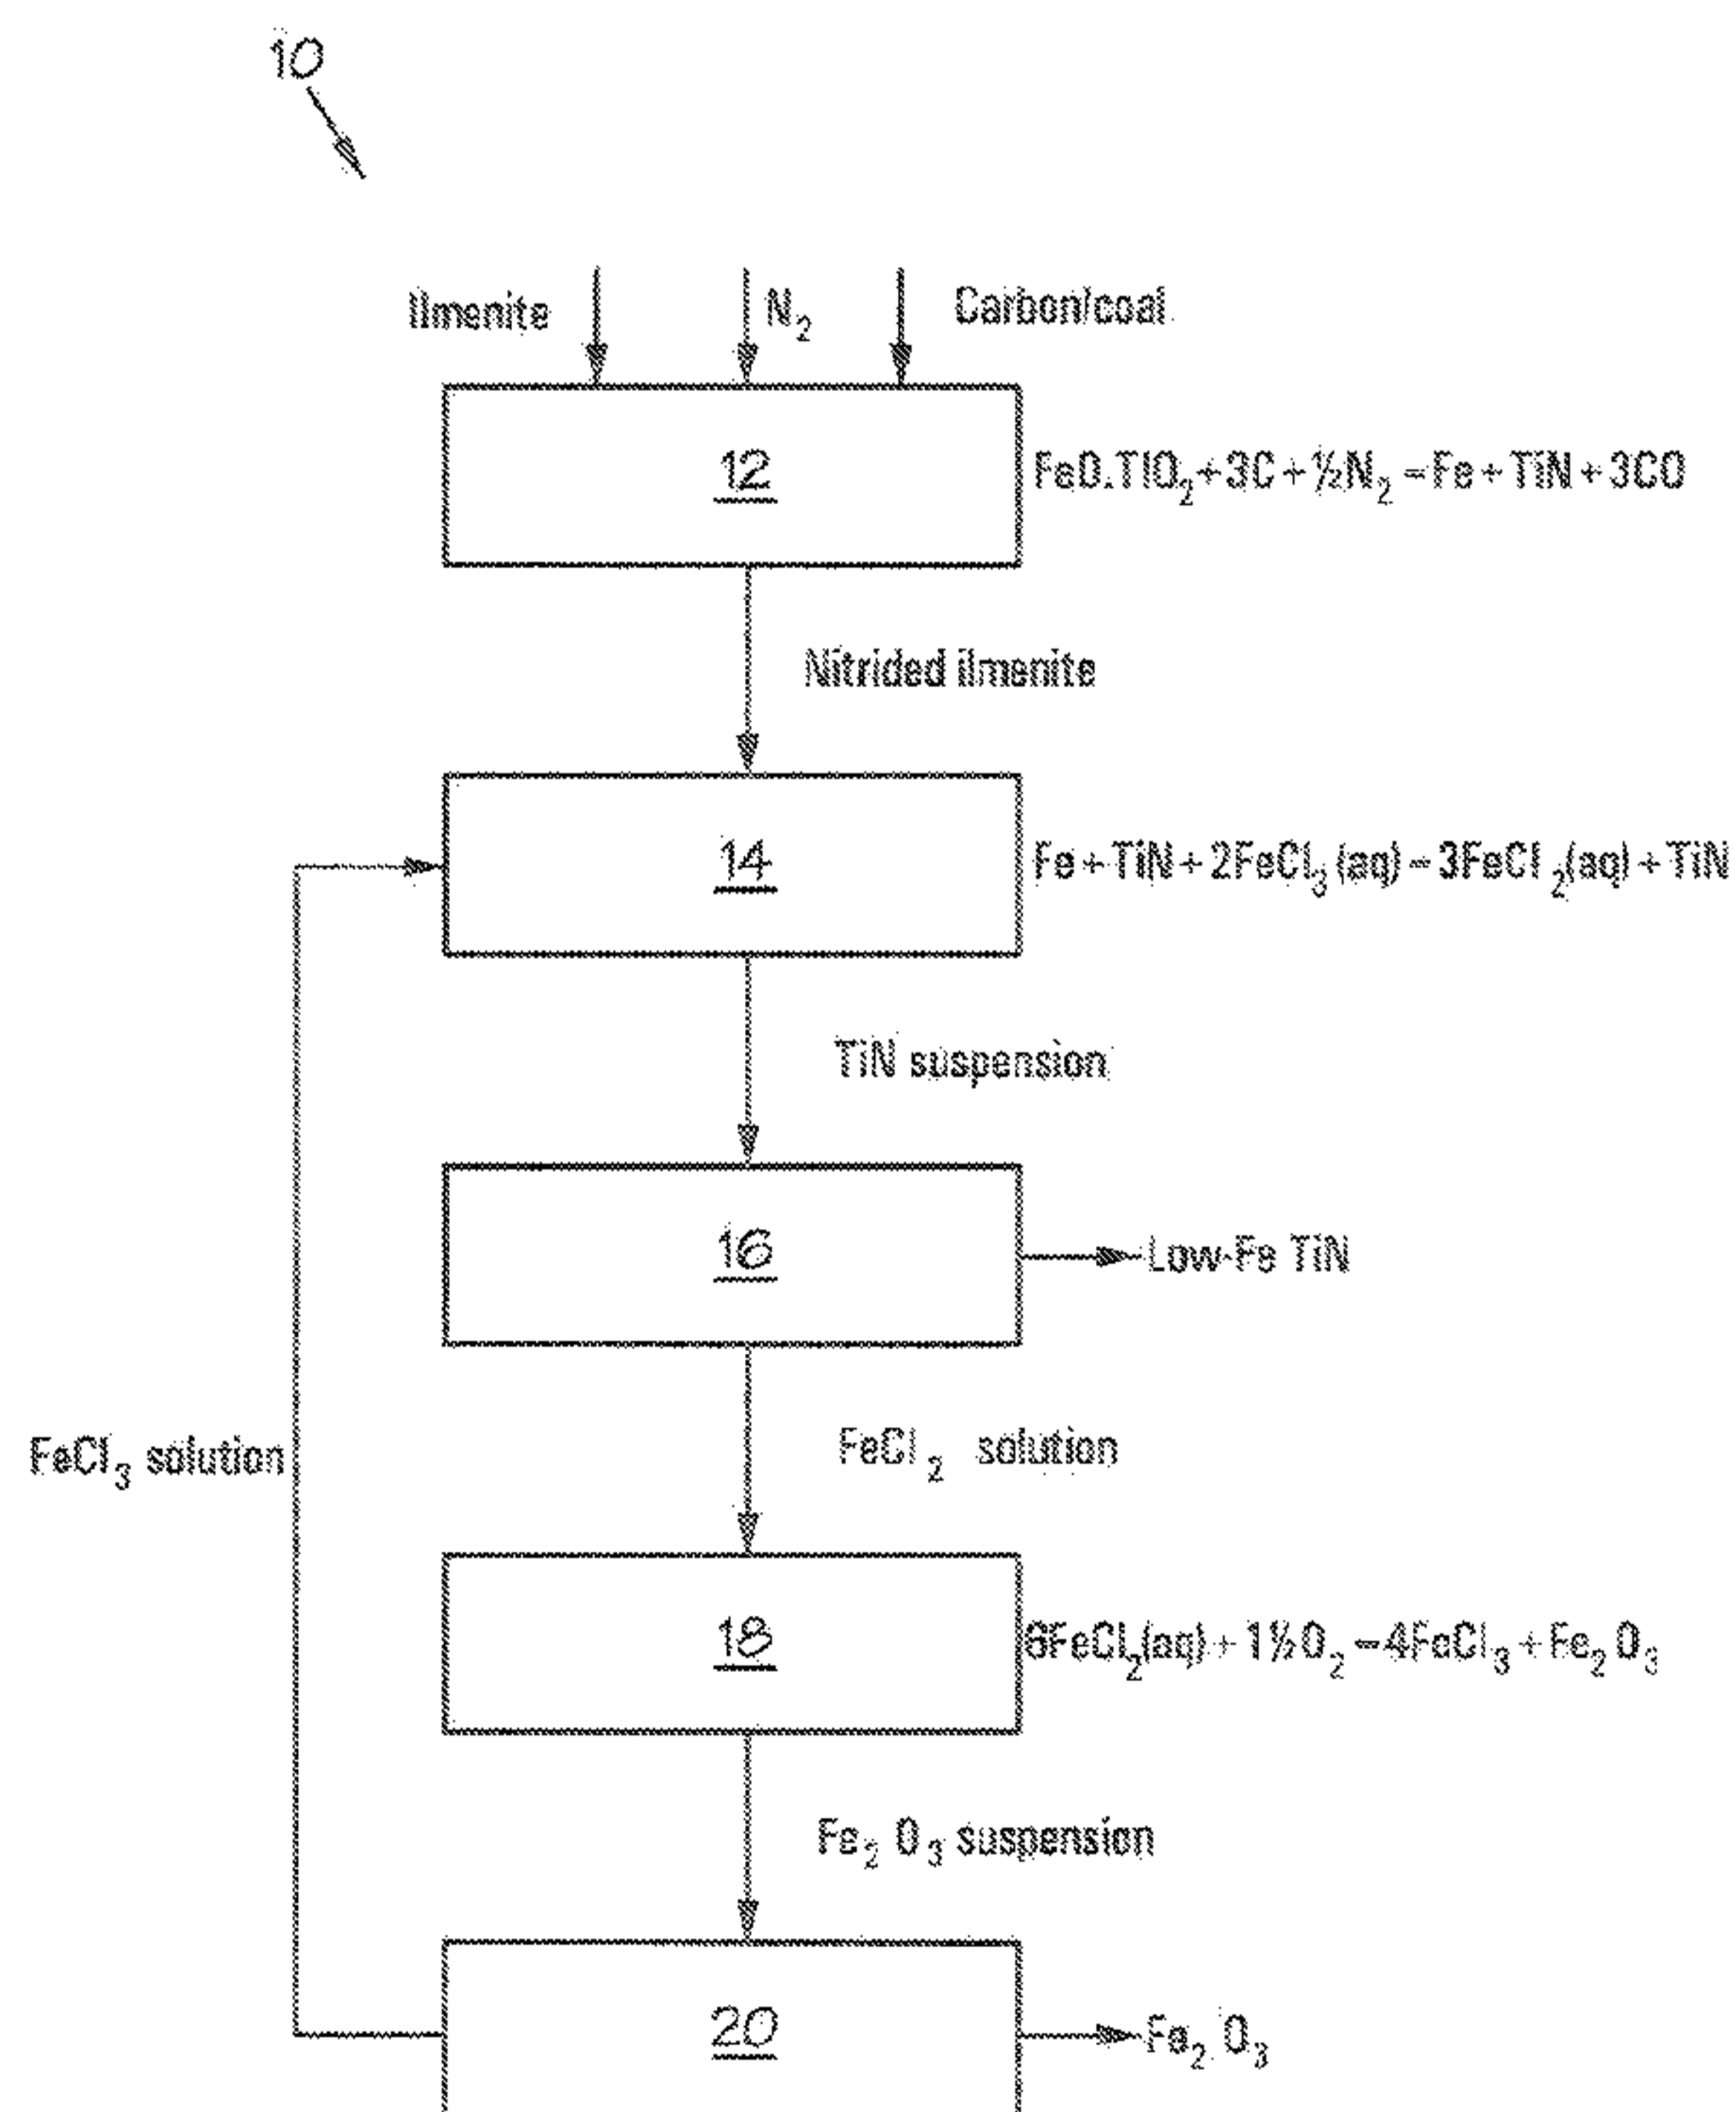 10
Ilmenite
N₂
Carbon/coal
12
FeO.TiO₂+3C+½N₂=Fe+TiN+3CO
Nitrided ilmenite
14
Fe+TiN+2FeCl₃(aq)=3FeCl₂(aq)+TiN
TiN suspension
16
Low-Fe TiN
FeCl₃ solution
FeCl₂ solution
18
6FeCl₂(aq)+1½O₂=4FeCl₃+Fe₂O₃
Fe₂O₃ suspension
20
Fe₂O₃